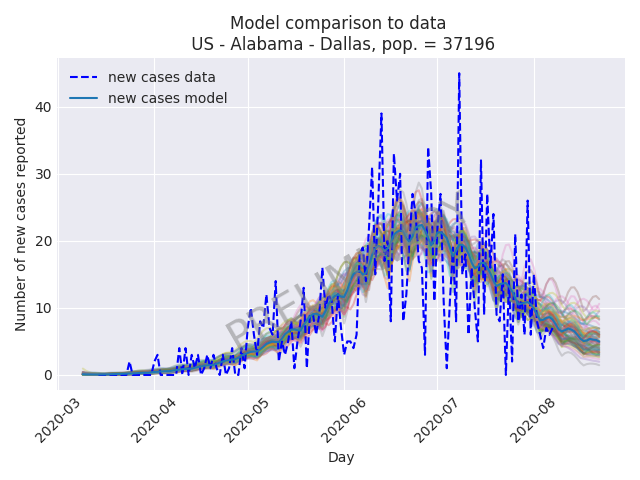 Model comparison to data
US - Alabama - Dallas, pop. = 37196
new cases data
new cases model
Number of new cases reported
40
30
20
10
0
2020-03
2020-04
2020-05
2020-06
2020-07
2020-08
Day